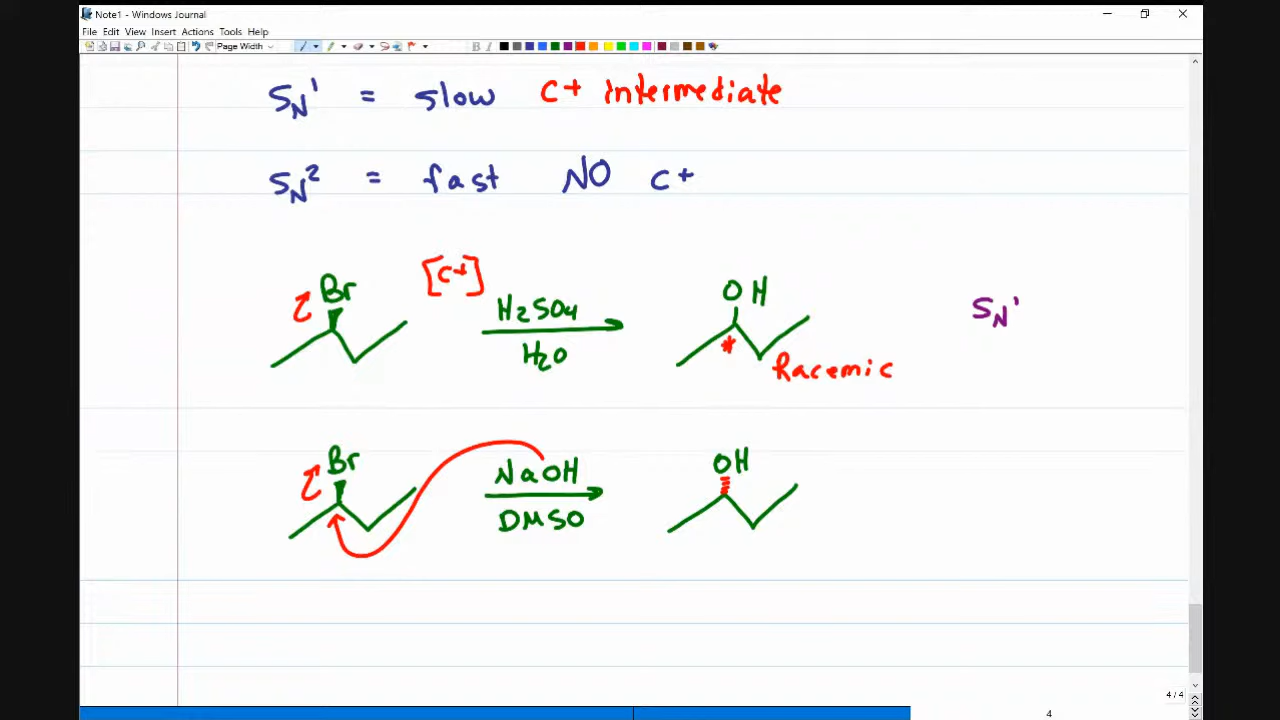 Note1 - Windows Journal
File Edit View Insert Actions Tools Help
Page Width B I
SN1 = slow C+ intermediate
SN2 = fast NO C+
Br [C+] H2SO4 OH SN1
H2O * Racemic
Br NaOH OH
DMSO
4/4
4